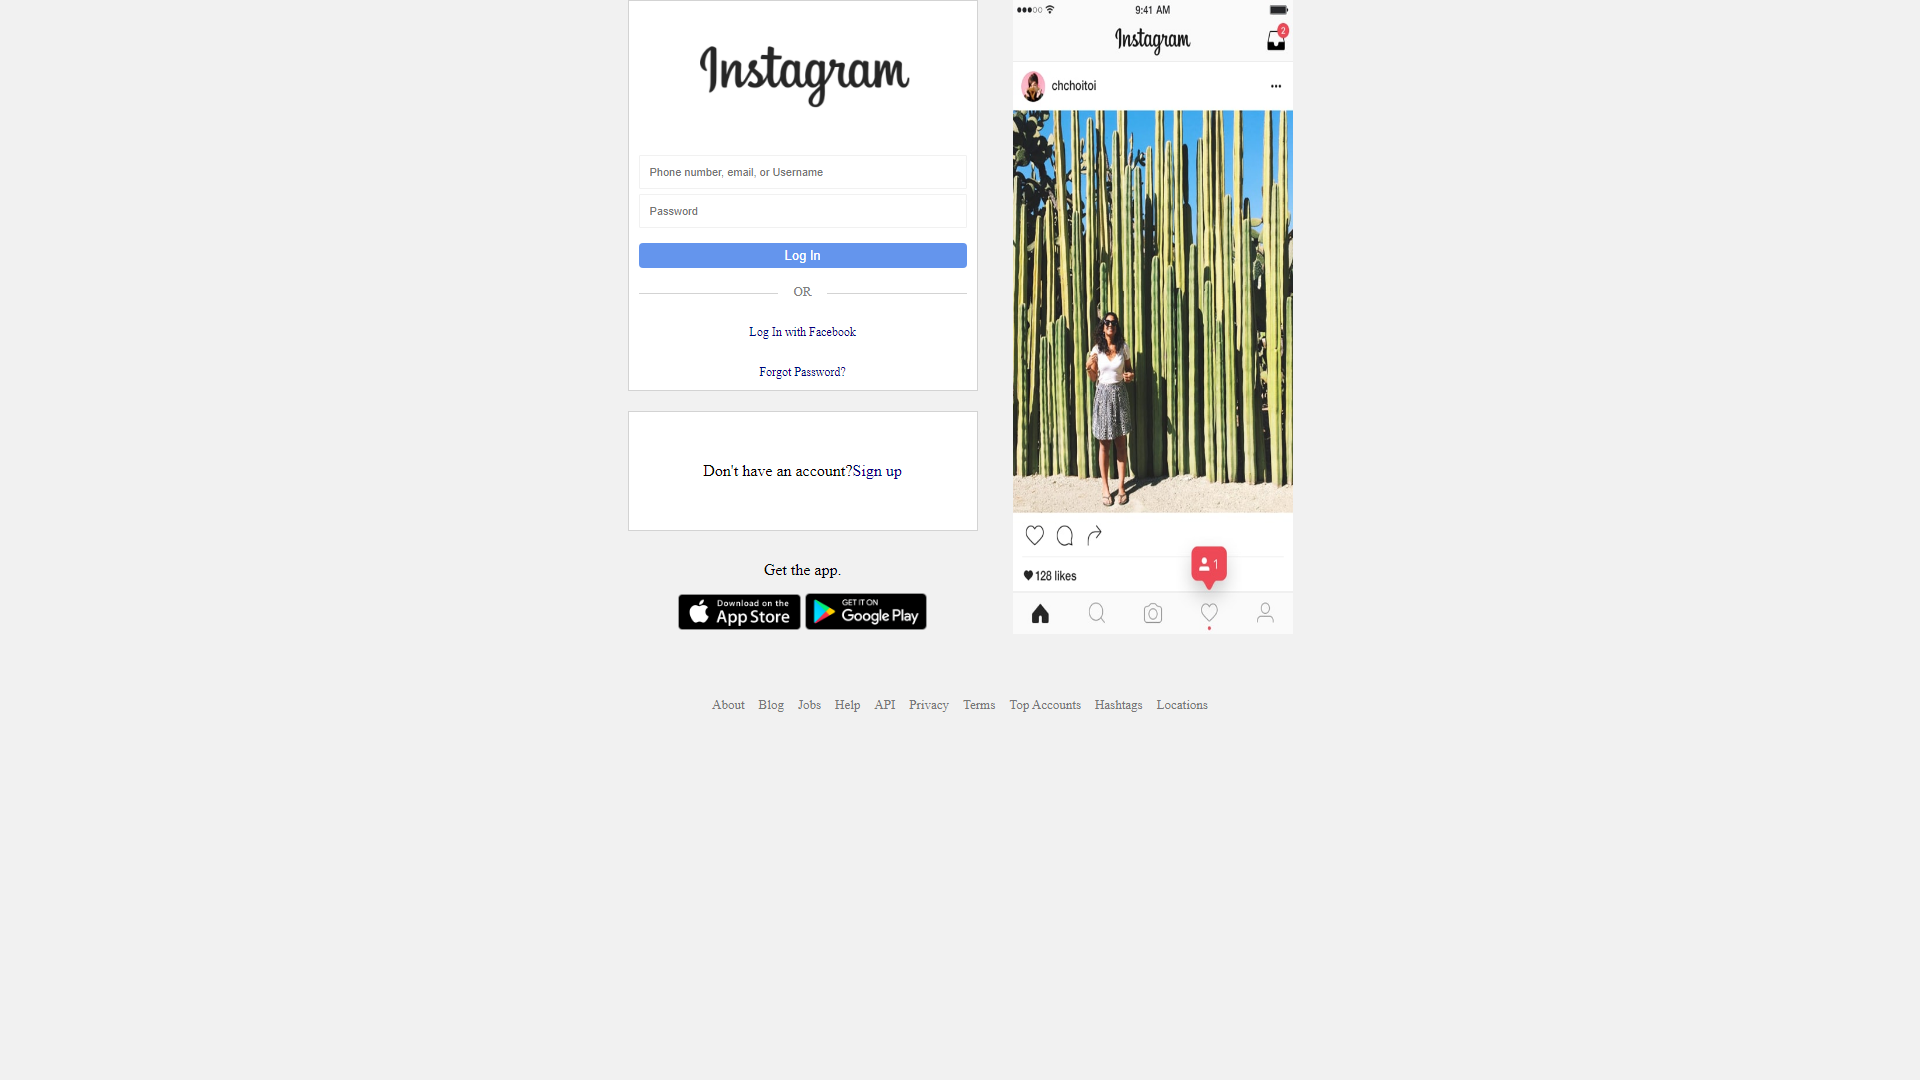 Instagram
Phone number, email, or Username
Password
Log In
OR
Log In with Facebook
Forgot Password?
Don't have an account?Sign up
Get the app.
Download on the
App Store
GET IT ON
Google Play
9:41 AM
Instagram
2
chchoitoi
1
128 likes
About Blog Jobs Help API Privacy Terms Top Accounts Hashtags Locations